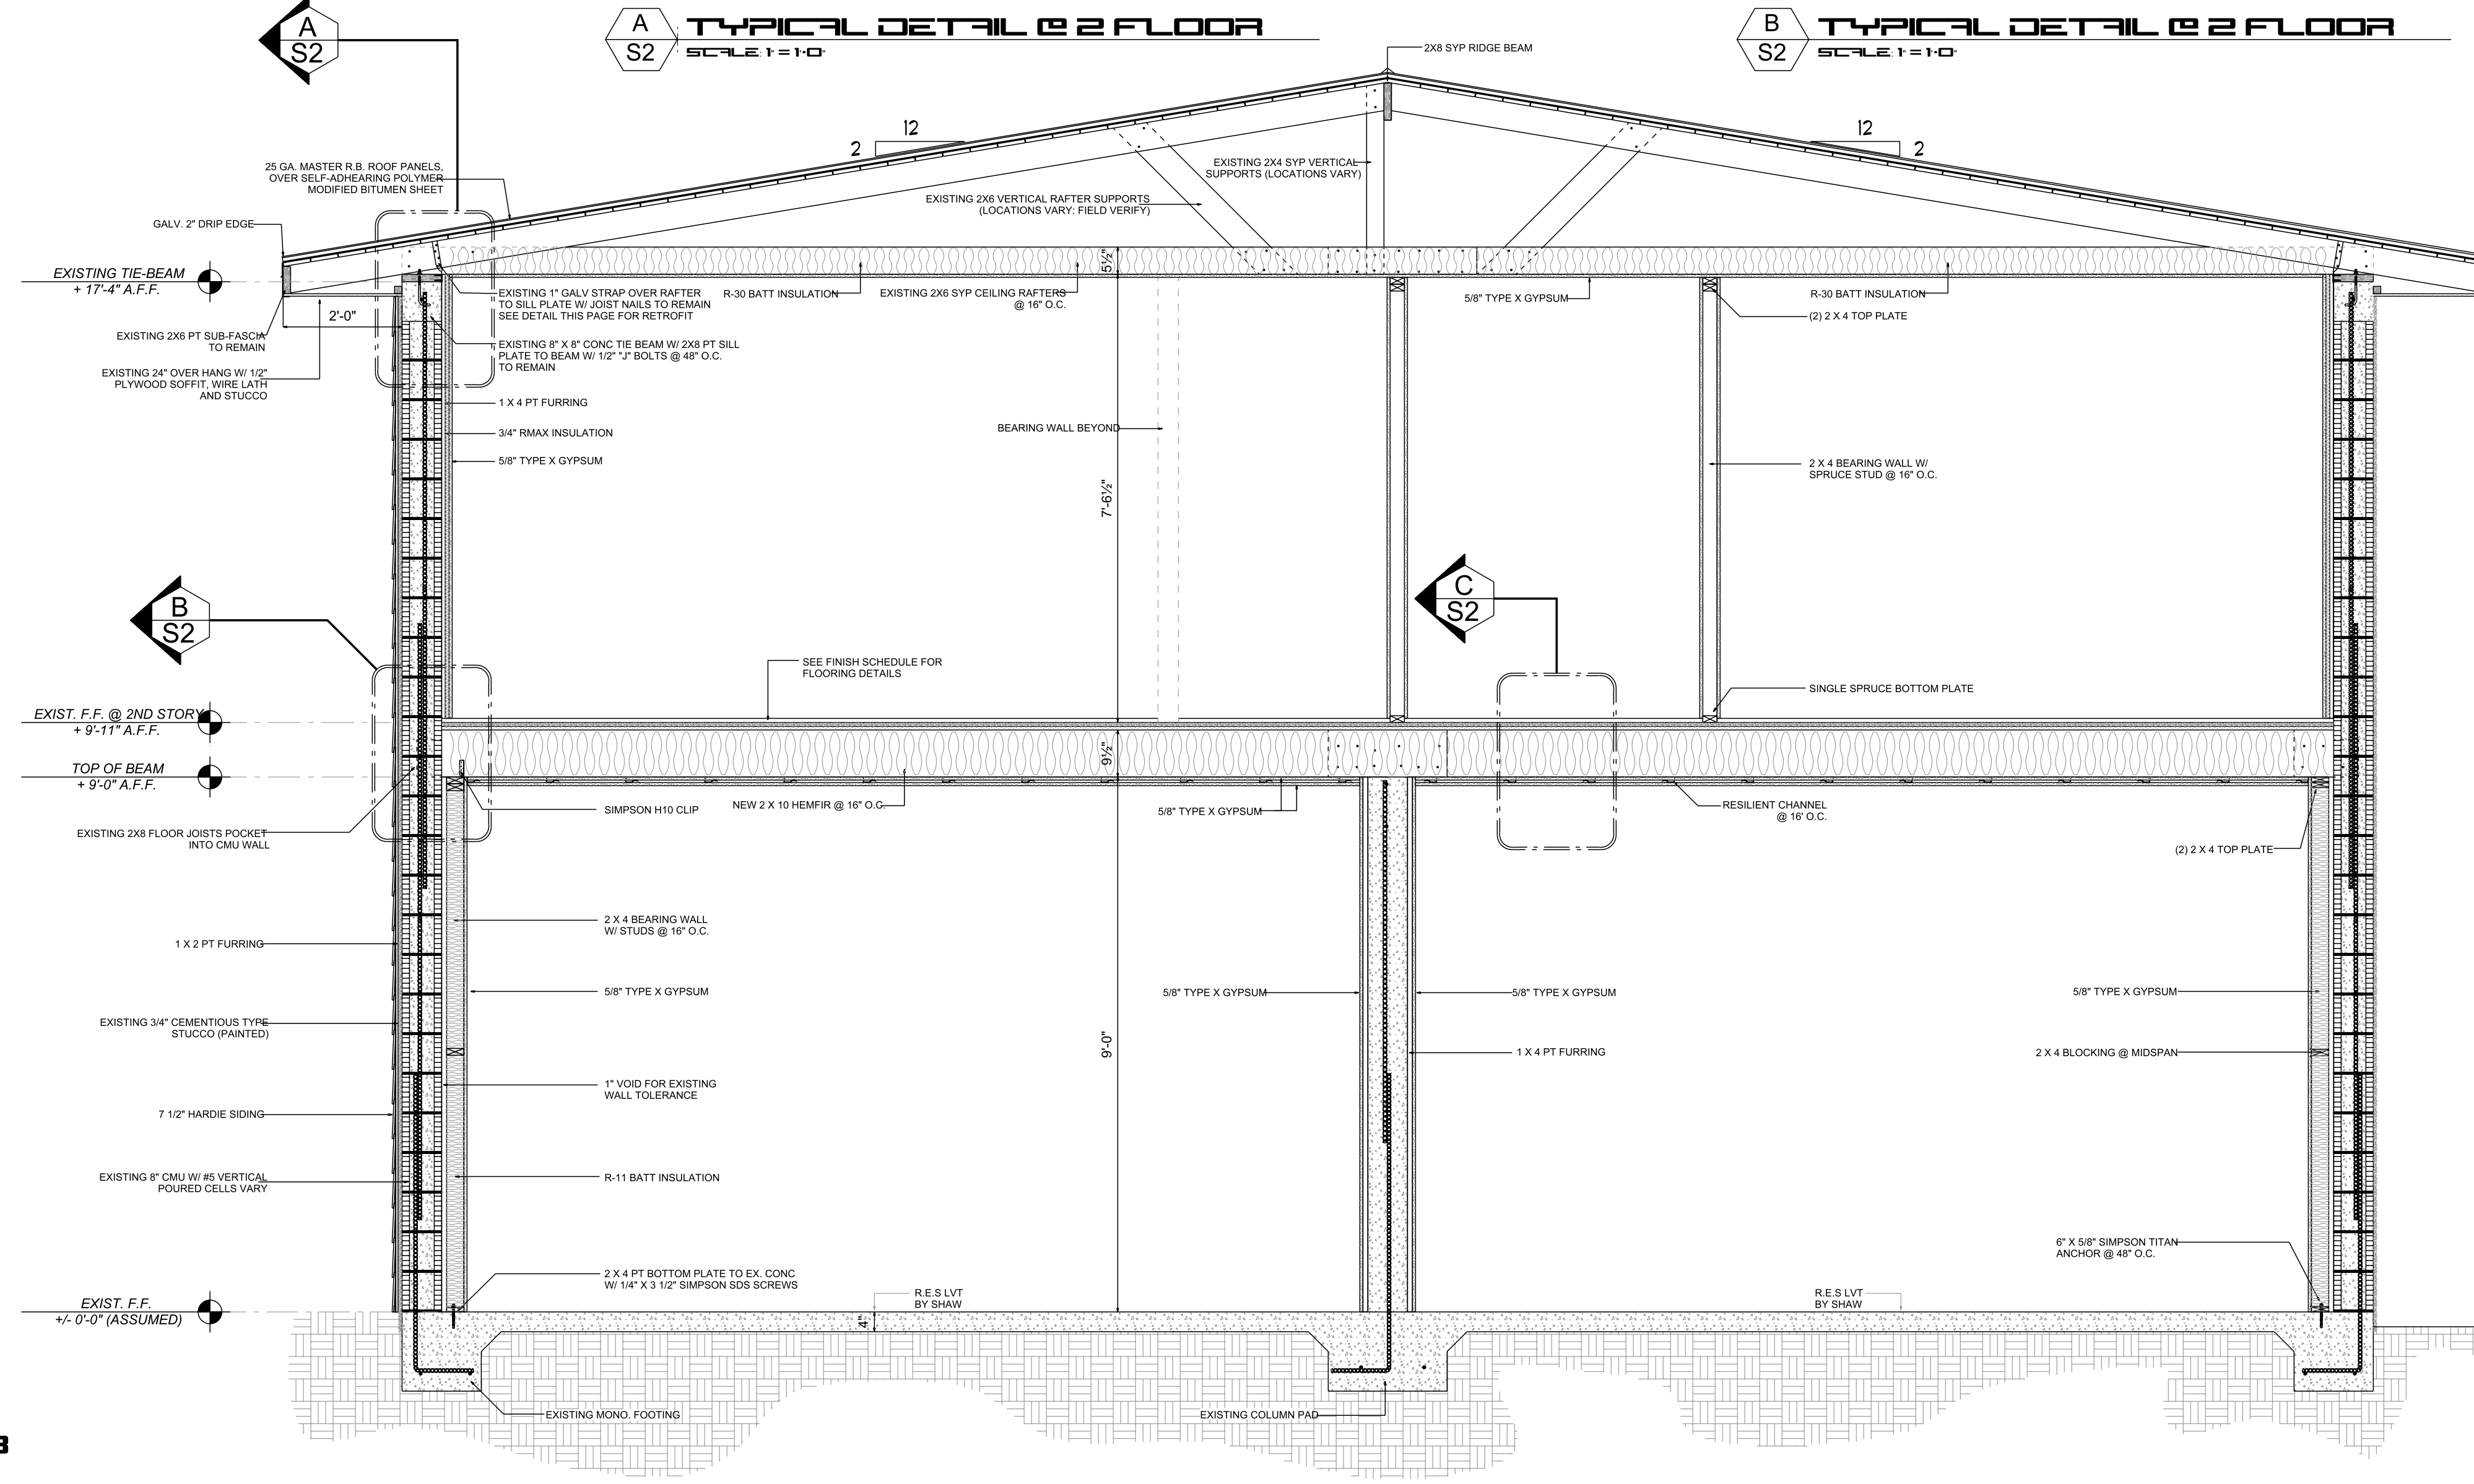 A
S2
A
S2
TYPICAL DETAIL @ 2 FLOOR
SCALE: 1" = 1'-0"
B
S2
TYPICAL DETAIL @ 2 FLOOR
SCALE: 1" = 1'-0"
2X8 SYP RIDGE BEAM
12
2
12
2
25 GA. MASTER R.B. ROOF PANELS,
OVER SELF-ADHEARING POLYMER
MODIFIED BITUMEN SHEET
EXISTING 2X4 SYP VERTICAL
SUPPORTS (LOCATIONS VARY)
EXISTING 2X6 VERTICAL RAFTER SUPPORTS
(LOCATIONS VARY: FIELD VERIFY)
GALV. 2" DRIP EDGE
5½"
EXISTING TIE-BEAM
+ 17'-4" A.F.F.
EXISTING 1" GALV STRAP OVER RAFTER
TO SILL PLATE W/ JOIST NAILS TO REMAIN
SEE DETAIL THIS PAGE FOR RETROFIT
R-30 BATT INSULATION
EXISTING 2X6 SYP CEILING RAFTERS
@ 16" O.C.
5/8" TYPE X GYPSUM
R-30 BATT INSULATION
(2) 2 X 4 TOP PLATE
2'-0"
EXISTING 2X6 PT SUB-FASCIA
TO REMAIN
EXISTING 8" X 8" CONC TIE BEAM W/ 2X8 PT SILL
PLATE TO BEAM W/ 1/2" "J" BOLTS @ 48" O.C.
TO REMAIN
EXISTING 24" OVER HANG W/ 1/2"
PLYWOOD SOFFIT, WIRE LATH
AND STUCCO
1 X 4 PT FURRING
3/4" RMAX INSULATION
5/8" TYPE X GYPSUM
BEARING WALL BEYOND
2 X 4 BEARING WALL W/
SPRUCE STUD @ 16" O.C.
7'-6½"
B
S2
C
S2
SEE FINISH SCHEDULE FOR
FLOORING DETAILS
SINGLE SPRUCE BOTTOM PLATE
EXIST. F.F. @ 2ND STORY
+ 9'-11" A.F.F.
9½"
TOP OF BEAM
+ 9'-0" A.F.F.
SIMPSON H10 CLIP
NEW 2 X 10 HEMFIR @ 16" O.C.
5/8" TYPE X GYPSUM
RESILIENT CHANNEL
@ 16' O.C.
EXISTING 2X8 FLOOR JOISTS POCKET
INTO CMU WALL
(2) 2 X 4 TOP PLATE
2 X 4 BEARING WALL
W/ STUDS @ 16" O.C.
1 X 2 PT FURRING
5/8" TYPE X GYPSUM
5/8" TYPE X GYPSUM
5/8" TYPE X GYPSUM
5/8" TYPE X GYPSUM
EXISTING 3/4" CEMENTIOUS TYPE
STUCCO (PAINTED)
9'-0"
1 X 4 PT FURRING
2 X 4 BLOCKING @ MIDSPAN
1" VOID FOR EXISTING
WALL TOLERANCE
7 1/2" HARDIE SIDING
EXISTING 8" CMU W/ #5 VERTICAL
POURED CELLS VARY
R-11 BATT INSULATION
6" X 5/8" SIMPSON TITAN
ANCHOR @ 48" O.C.
2 X 4 PT BOTTOM PLATE TO EX. CONC
W/ 1/4" X 3 1/2" SIMPSON SDS SCREWS
R.E.S LVT
BY SHAW
R.E.S LVT
BY SHAW
EXIST. F.F.
+/- 0'-0" (ASSUMED)
4"
EXISTING MONO. FOOTING
EXISTING COLUMN PAD